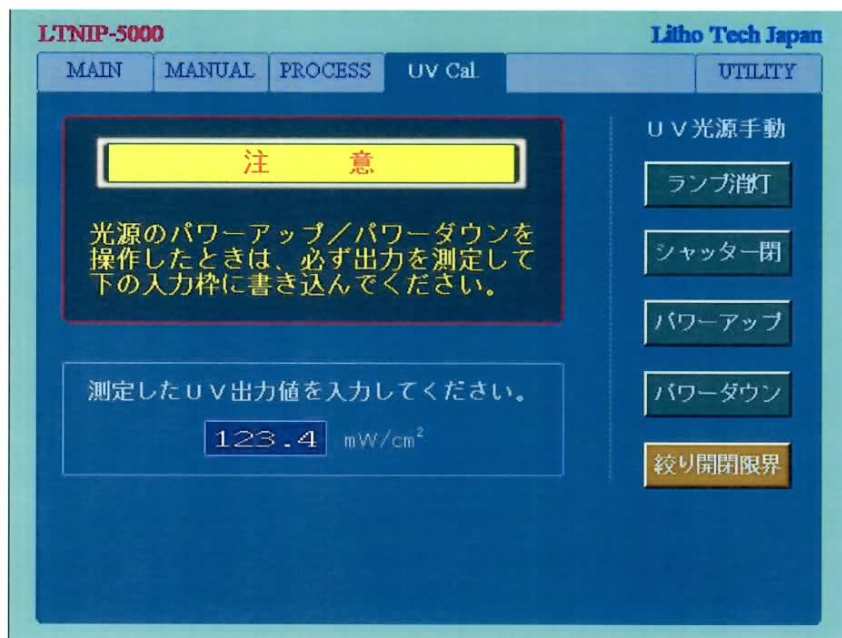 LTNIP-5000
Litho Tech Japan
MAIN
MANUAL
PROCESS
UV Cal.
UTILITY
注 意
光源のパワーアップ／パワーダウンを
操作したときは、必ず出力を測定して
下の入力枠に書き込んでください。
測定したUV出力値を入力してください。
123.4 mW/cm²
UV光源手動
ランプ消灯
シャッター閉
パワーアップ
パワーダウン
絞り開閉限界